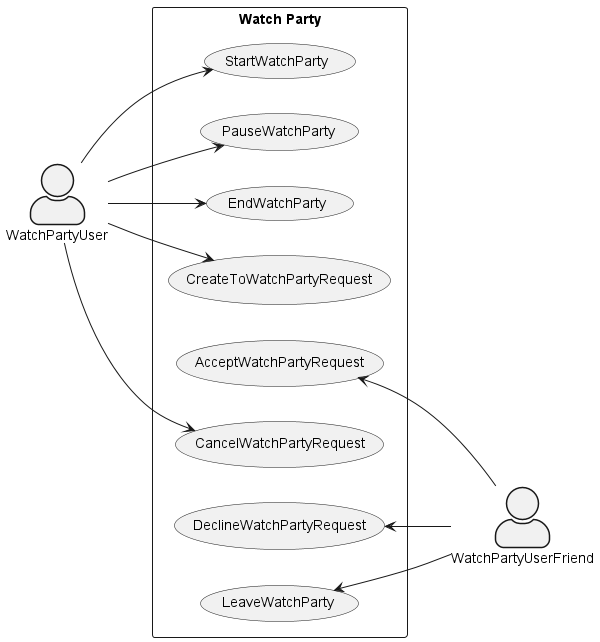 Watch Party
StartWatchParty
PauseWatchParty
EndWatchParty
WatchPartyUser
CreateToWatchPartyRequest
AcceptWatchPartyRequest
CancelWatchPartyRequest
DeclineWatchPartyRequest
WatchPartyUserFriend
LeaveWatchParty